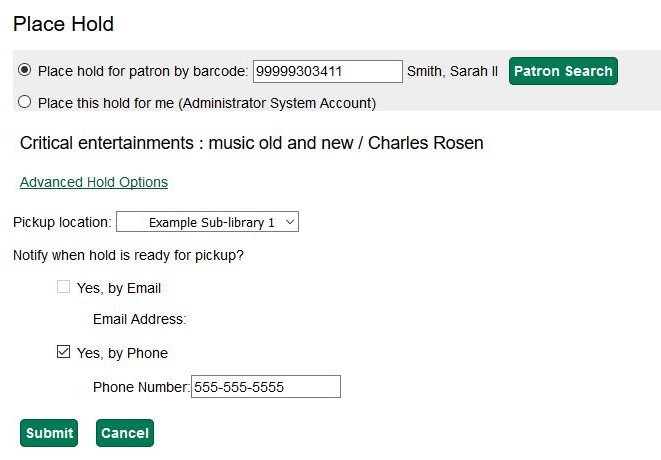 Place Hold
Place hold for patron by barcode: 99999303411 Smith, Sarah II Patron Search
Place this hold for me (Administrator System Account)
Critical entertainments : music old and new / Charles Rosen
Advanced Hold Options
Pickup location: Example Sub-library 1
Notify when hold is ready for pickup?
Yes, by Email
Email Address:
Yes, by Phone
Phone Number: 555-555-5555
Submit Cancel